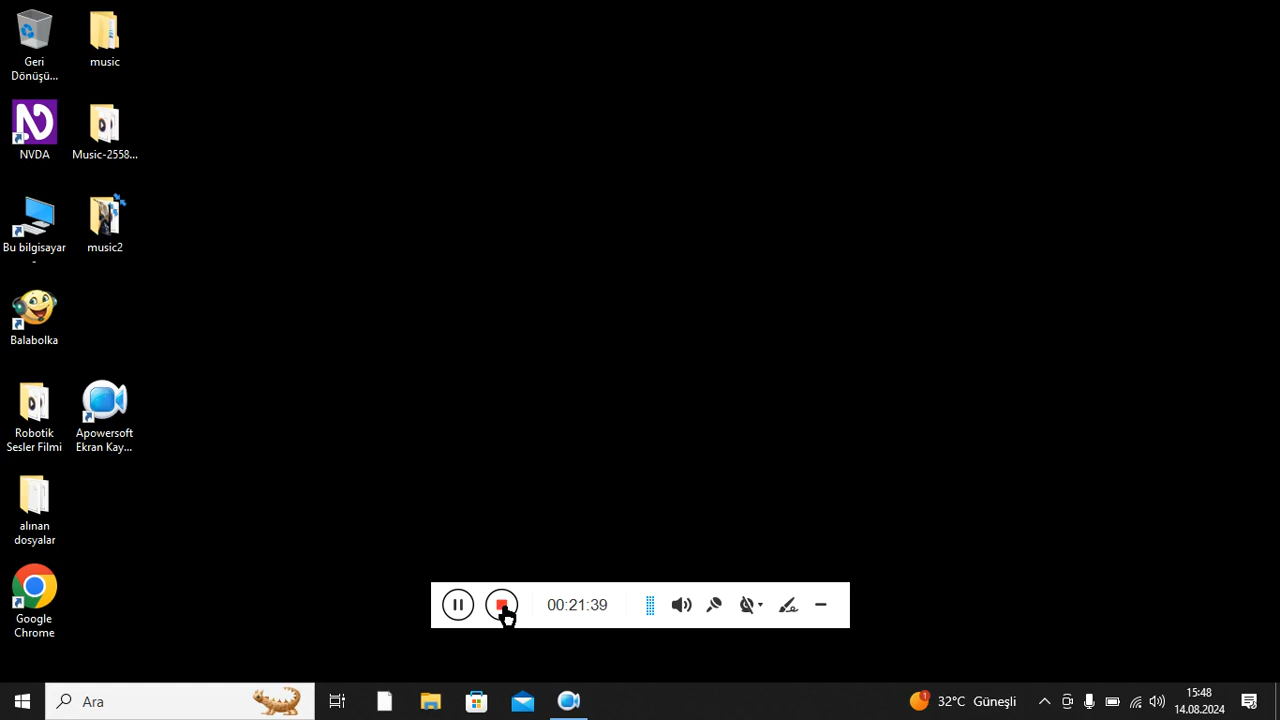 Geri
Dönüşü...
music
NVDA
Music-2558...
Bu bilgisayar
-
music2
Balabolka
Robotik
Sesler Filmi
Apowersoft
Ekran Kay...
alınan
dosyalar
Google
Chrome
00:21:39
Ara
1
32°C Güneşli
15:48
14.08.2024